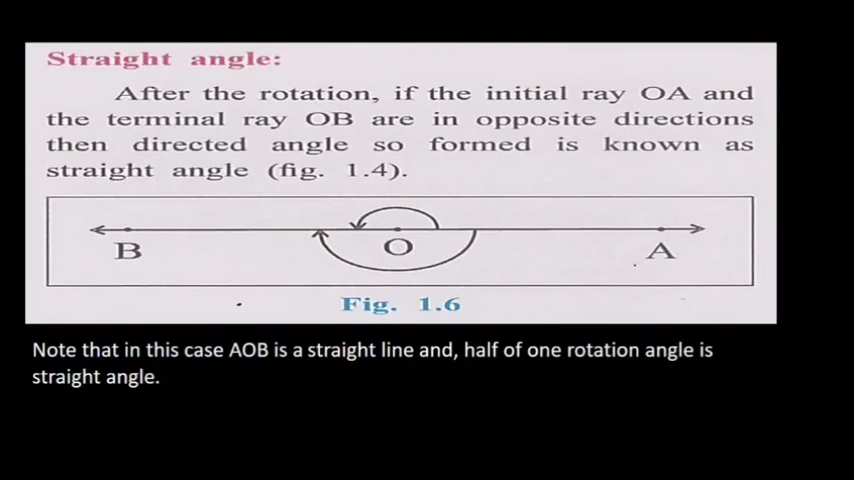 Straight angle:
After the rotation, if the initial ray OA and
the terminal ray OB are in opposite directions
then directed angle so formed is known as
straight angle (fig. 1.4).
B O A
Fig. 1.6
Note that in this case AOB is a straight line and, half of one rotation angle is
straight angle.